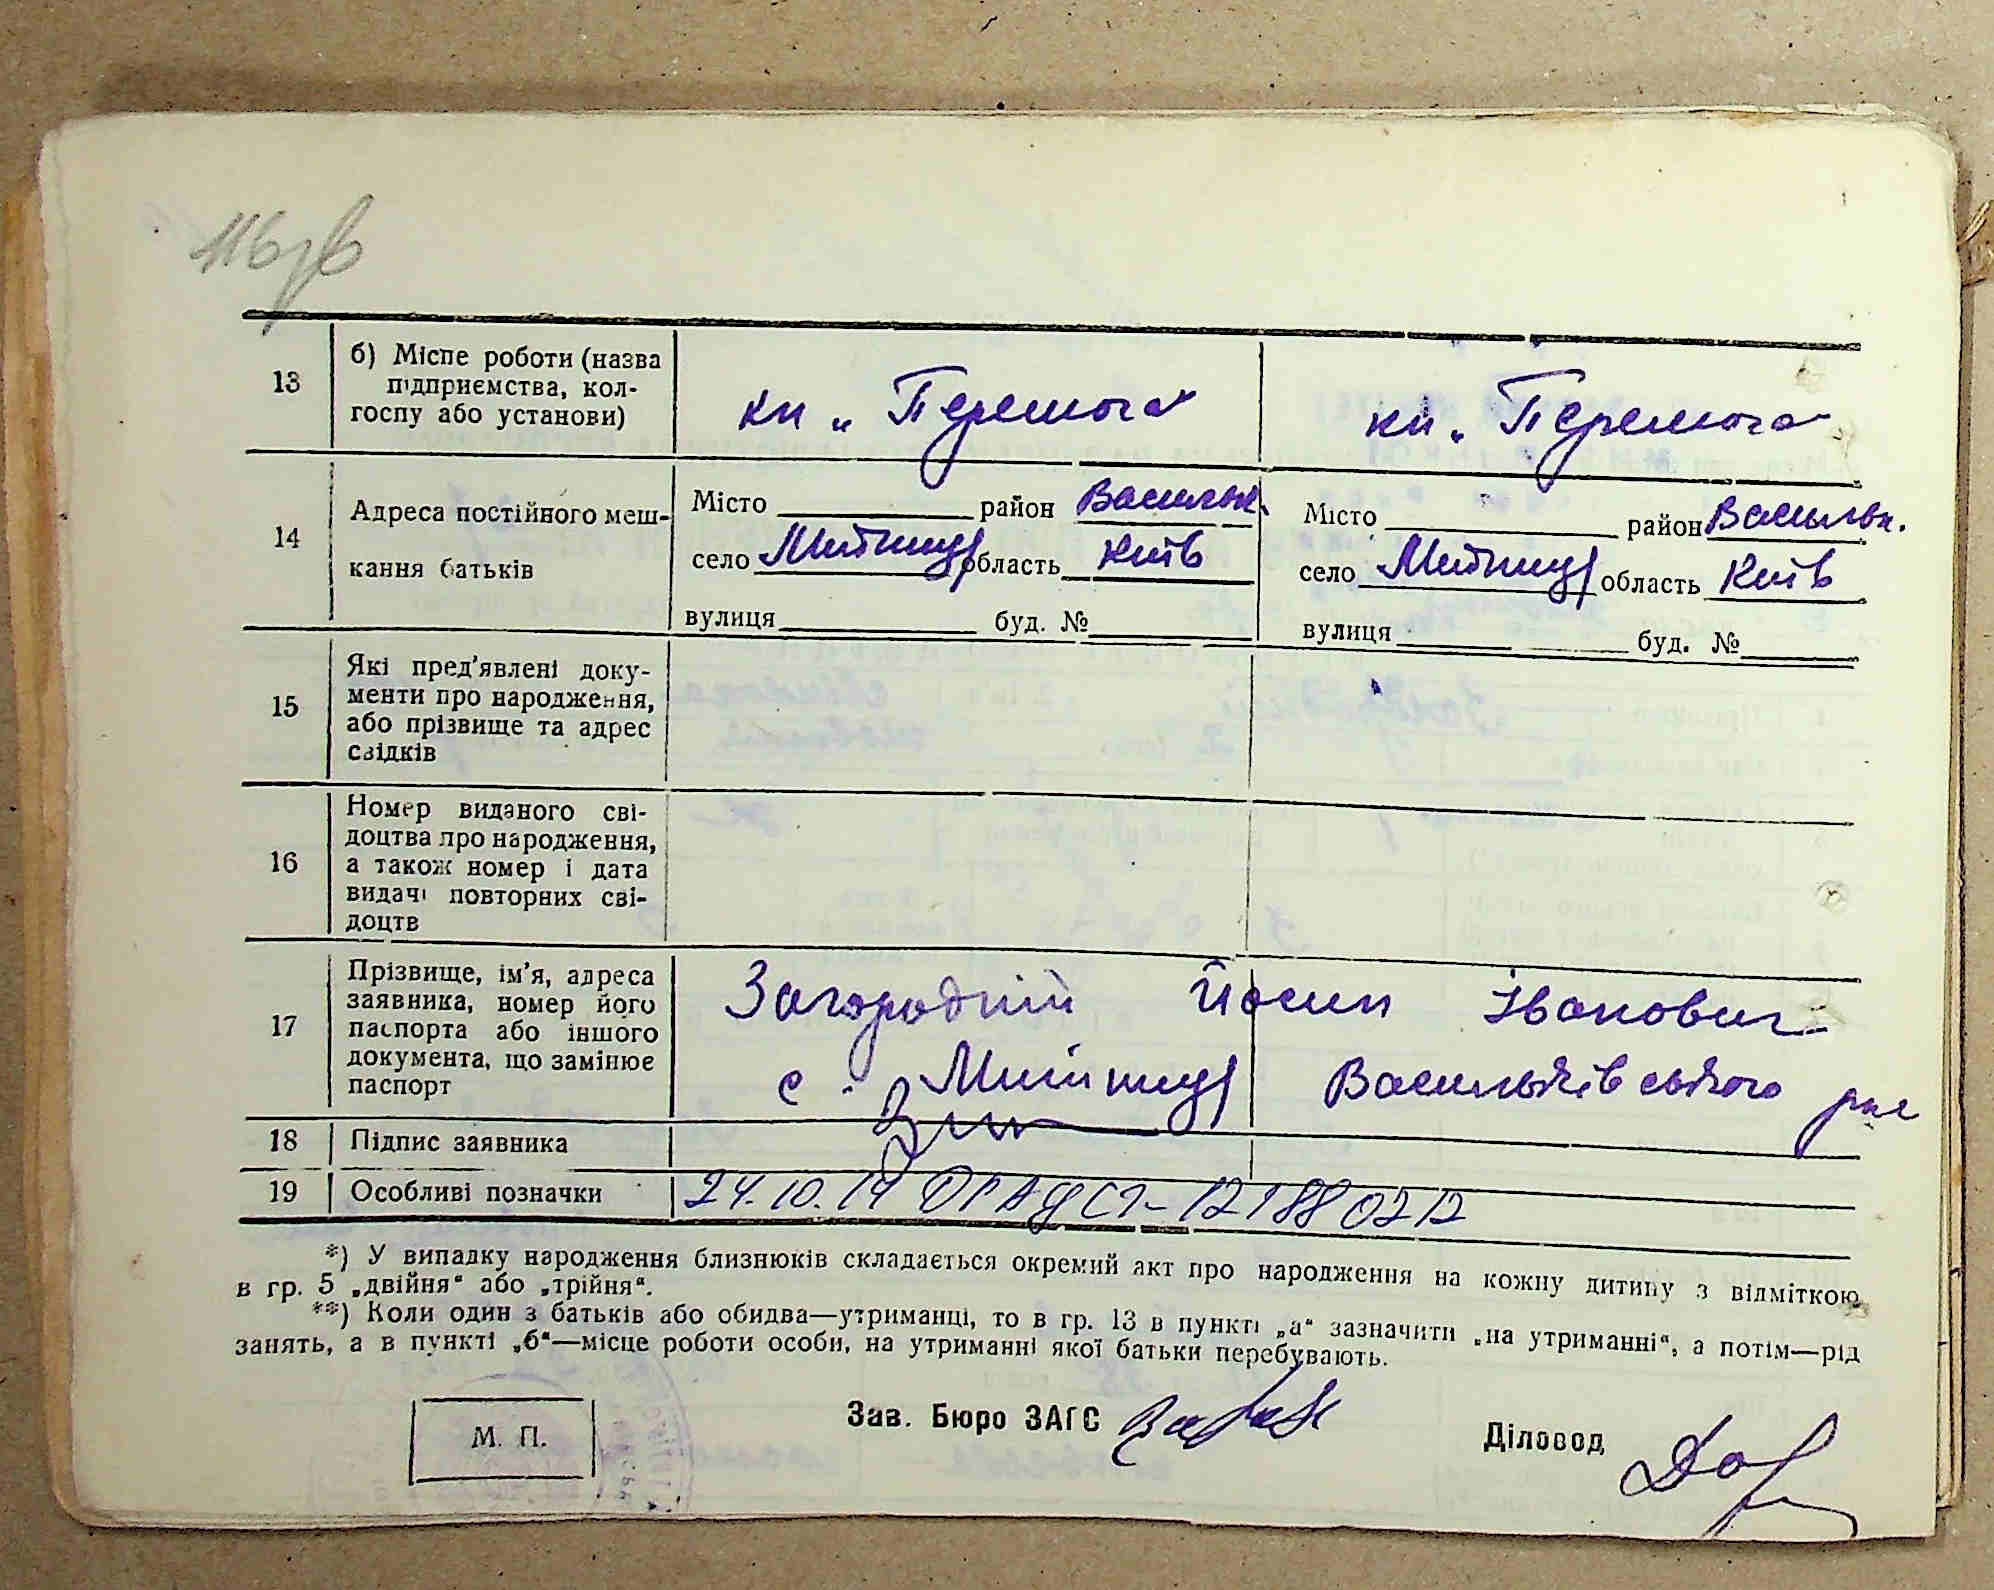 116зв
13
б) Місце роботи (назва
підприємства, кол-
госпу або установи)
кп „Перемога
кп „Перемога
14
Адреса постійного меш-
кання батьків
Місто район Васильк.
село Митниця область Київ
вулиця буд. №
Місто район Васильк.
село Митниця область Київ
вулиця буд. №
15
Які пред'явлені доку-
менти про народження,
або прізвище та адрес
свідків
16
Номер виданого сві-
доцтва про народження,
а також номер і дата
видачі повторних сві-
доцтв
17
Прізвище, ім'я, адреса
заявника, номер його
паспорта або іншого
документа, що замінює
паспорт
Загородній Йосип Іванович
с. Митниця Васильківського р-на
18
Підпис заявника
19
Особливі позначки
24.10.19 ДРАЦСГ-121880212
*) У випадку народження близнюків складається окремий акт про народження на кожну дитину з відміткою
в гр. 5 „двійня“ або „трійня“.
**) Коли один з батьків або обидва—утриманці, то в гр. 13 в пункті „а“ зазначити „на утриманні“, а потім—рід
занять, а в пункті „б“—місце роботи особи, на утриманні якої батьки перебувають.
М. П.
Зав. Бюро ЗАГС
Діловод